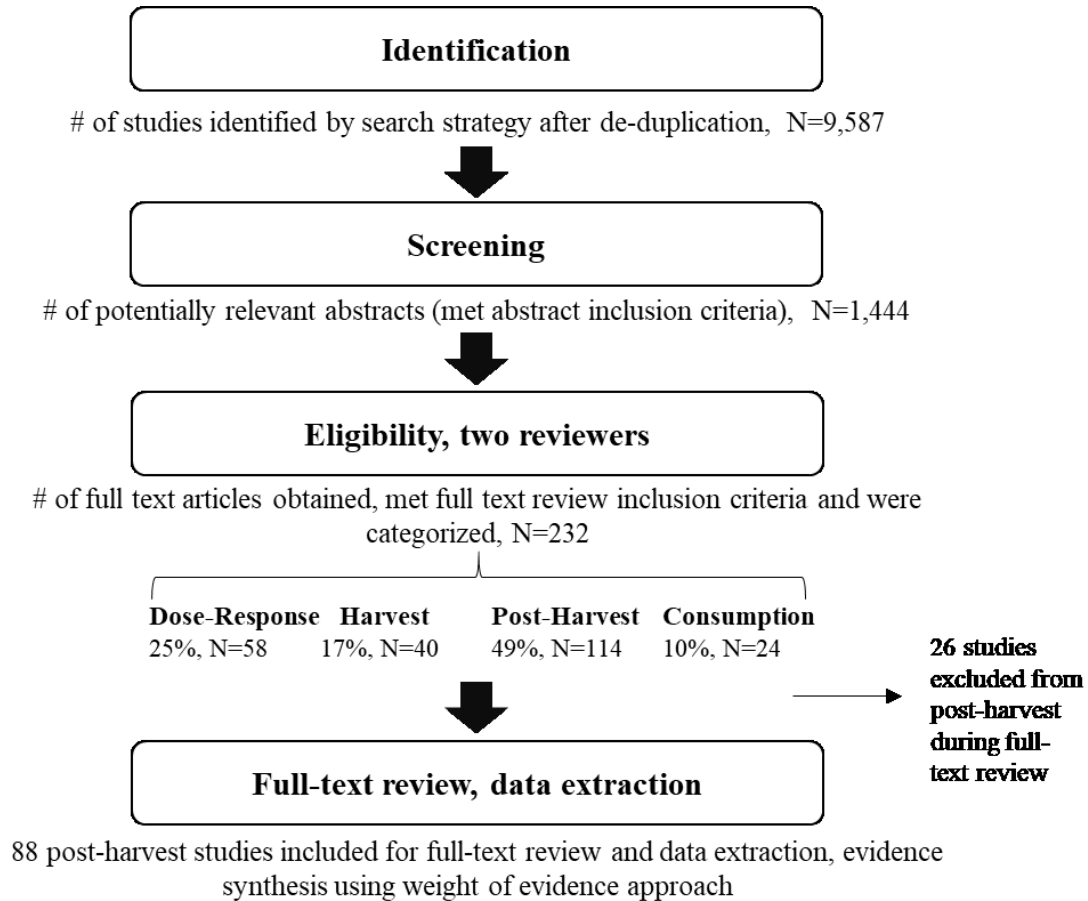 Identification
# of studies identified by search strategy after de-duplication, N=9,587
Screening
# of potentially relevant abstracts (met abstract inclusion criteria), N=1,444
Eligibility, two reviewers
# of full text articles obtained, met full text review inclusion criteria and were
categorized, N=232
Dose-Response Harvest Post-Harvest Consumption
25%, N=58 17%, N=40 49%, N=114 10%, N=24
26 studies
excluded from
post-harvest
during full-
text review
Full-text review, data extraction
88 post-harvest studies included for full-text review and data extraction, evidence
synthesis using weight of evidence approach